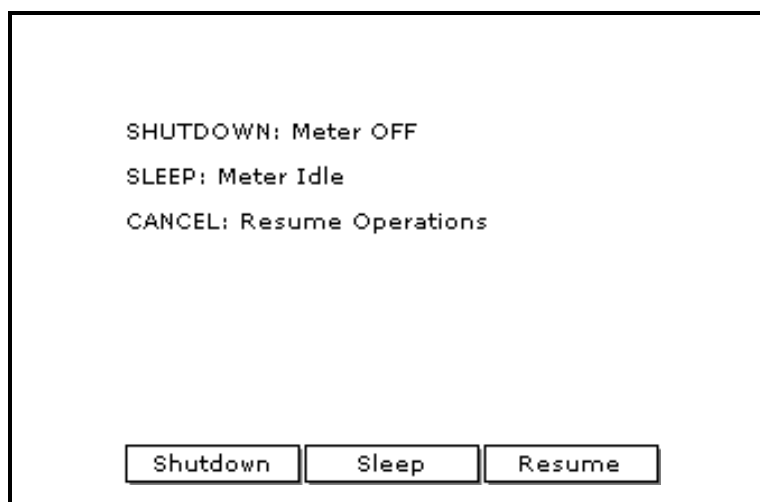 SHUTDOWN: Meter OFF
SLEEP: Meter Idle
CANCEL: Resume Operations
Shutdown Sleep Resume